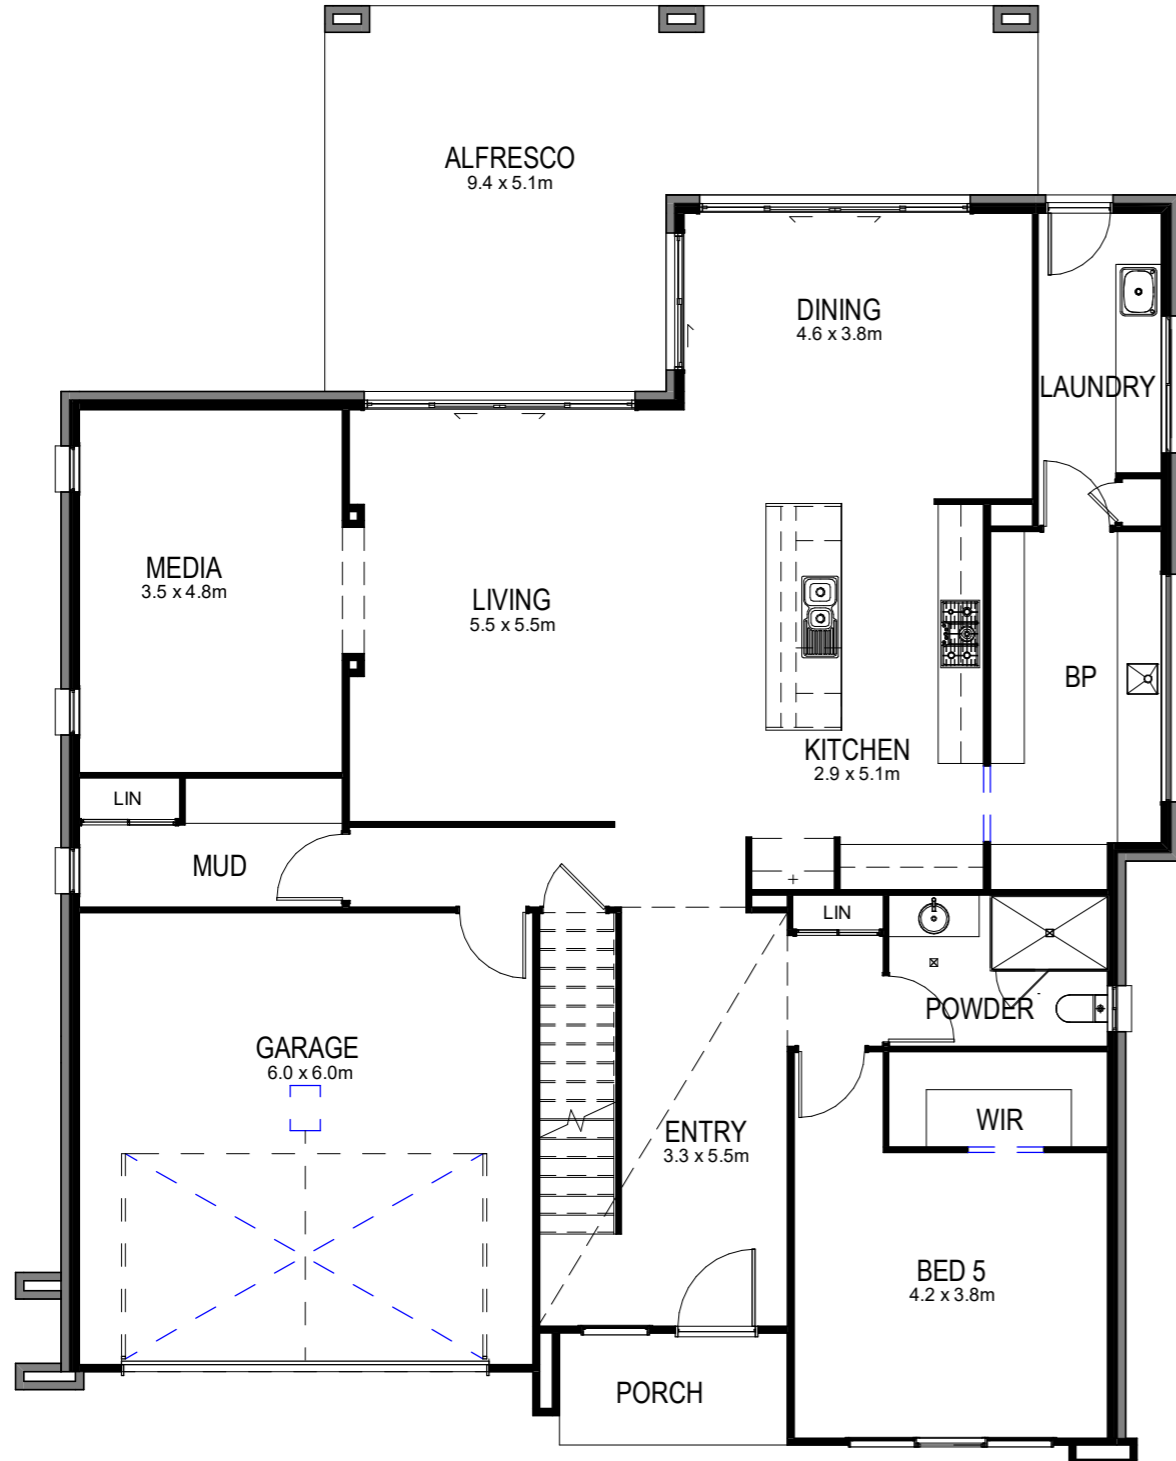 ALFRESCO
9.4 x 5.1m
DINING
4.6 x 3.8m
LAUNDRY
MEDIA
3.5 x 4.8m
LIVING
5.5 x 5.5m
BP
KITCHEN
2.9 x 5.1m
LIN
MUD
LIN
POWDER
GARAGE
6.0 x 6.0m
ENTRY
3.3 x 5.5m
WIR
BED 5
4.2 x 3.8m
PORCH